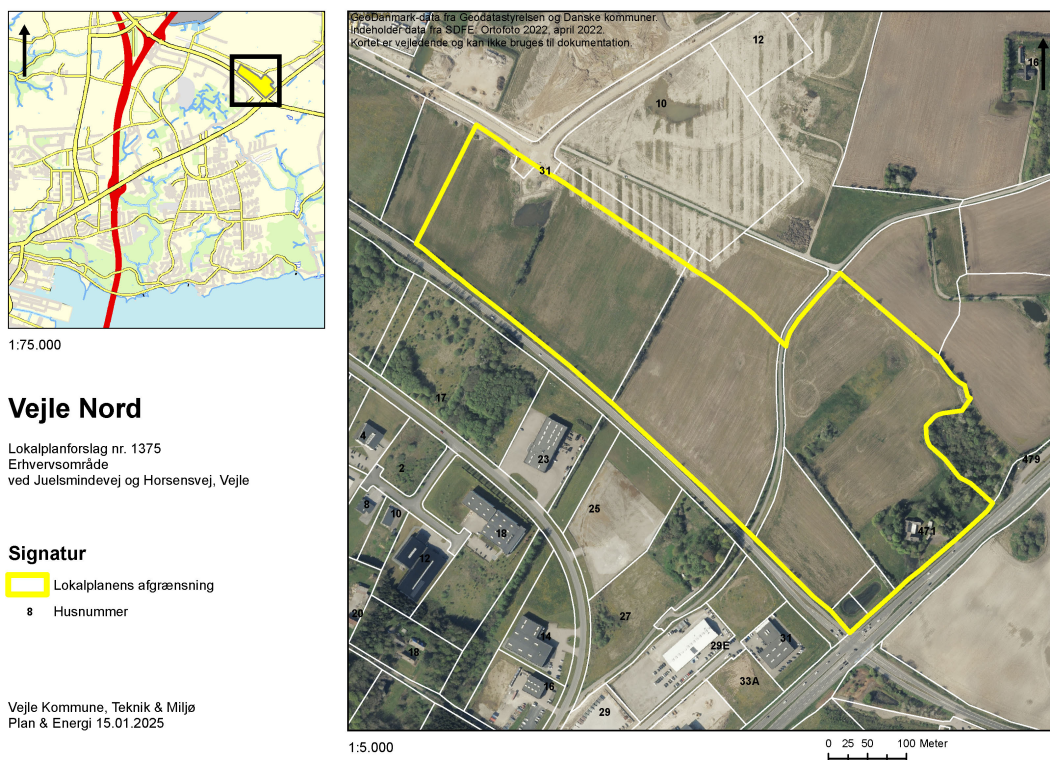 GeoDanmark-data fra Geodatastyrelsen og Danske kommuner.
Indeholder data fra SDFE, Ortofoto 2022, april 2022.
Kortet er vejledende og kan ikke bruges til dokumentation.
12
16
10
31
1:75.000
Vejle Nord
Lokalplanforslag nr. 1375
Erhvervsområde
ved Juelsmindevej og Horsensvej, Vejle
Signatur
Lokalplanens afgrænsning
8 Husnummer
Vejle Kommune, Teknik & Miljø
Plan & Energi 15.01.2025
17
4
23
2
479
8
10
25
18
471
12
20
27
14
31
18
29E
33A
16
29
1:5.000
0 25 50 100 Meter